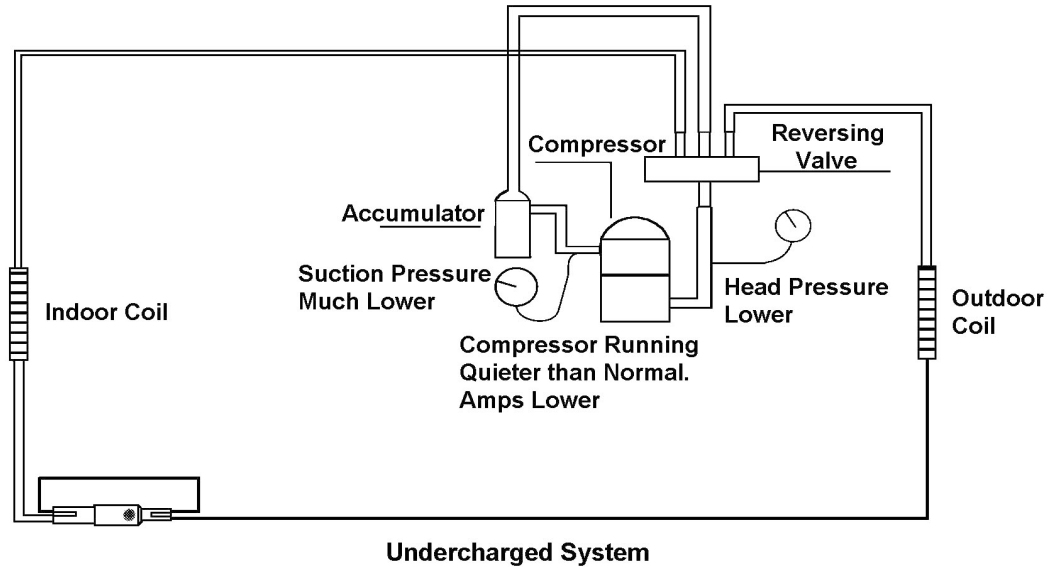 Compressor
Reversing
Valve
Accumulator
Suction Pressure
Much Lower
Head Pressure
Lower
Indoor Coil
Outdoor
Coil
Compressor Running
Quieter than Normal.
Amps Lower
Undercharged System